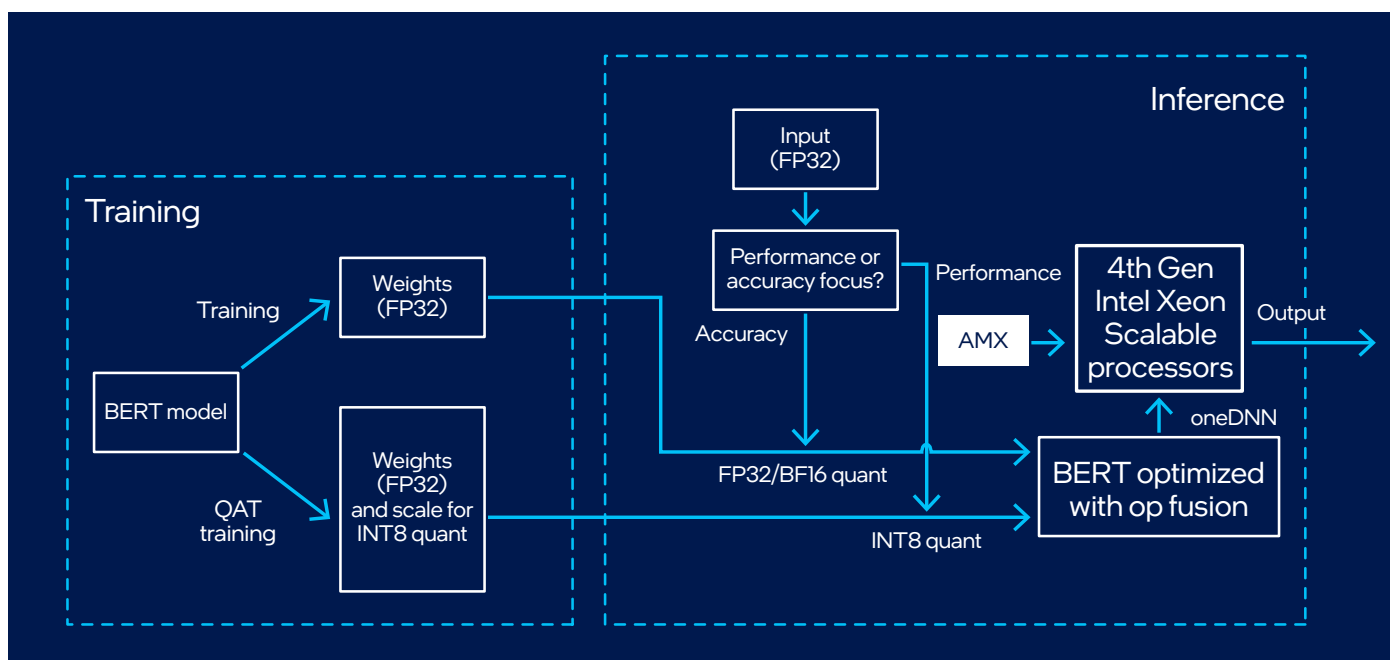 Training
BERT model
Training
Weights
(FP32)
QAT
training
Weights
(FP32)
and scale for
INT8 quant
Inference
Input
(FP32)
Performance or
accuracy focus?
Accuracy
Performance
AMX
4th Gen
Intel Xeon
Scalable
processors
Output
oneDNN
FP32/BF16 quant
INT8 quant
BERT optimized
with op fusion